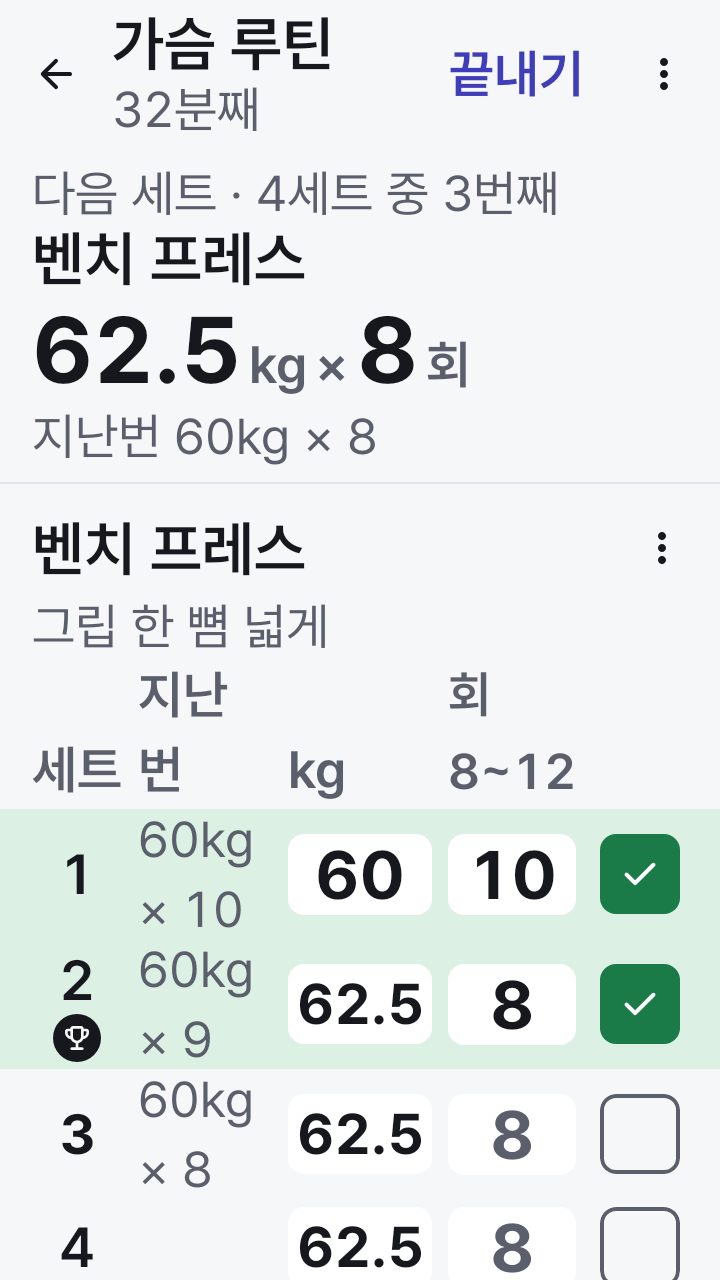 가슴 루틴
32분째
끝내기
다음 세트 · 4세트 중 3번째
벤치 프레스
62.5 kg × 8 회
지난번 60kg × 8
벤치 프레스
그립 한 뼘 넓게
세트 지난번 kg 회 8~12
1 60kg × 10 60 10
2 60kg × 9 62.5 8
3 60kg × 8 62.5 8
4 62.5 8